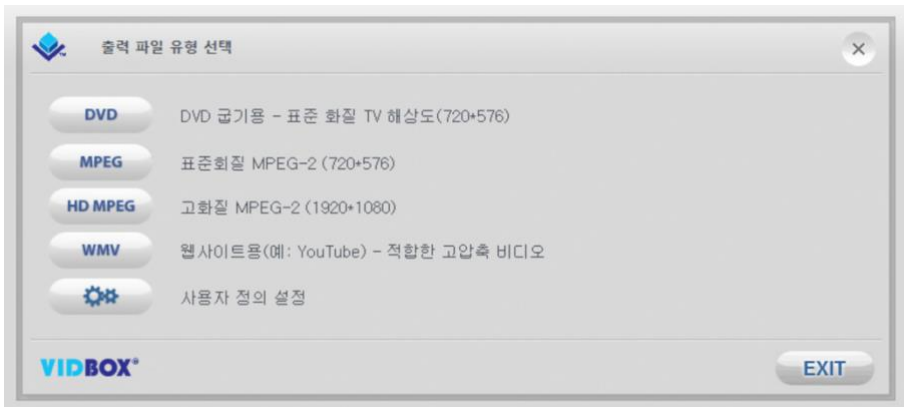 출력 파일 유형 선택
DVD DVD 굽기용 - 표준 화질 TV 해상도(720*576)
MPEG 표준회질 MPEG-2 (720*576)
HD MPEG 고화질 MPEG-2 (1920*1080)
WMV 웹사이트용(예: YouTube) - 적합한 고압축 비디오
사용자 정의 설정
VIDBOX® EXIT